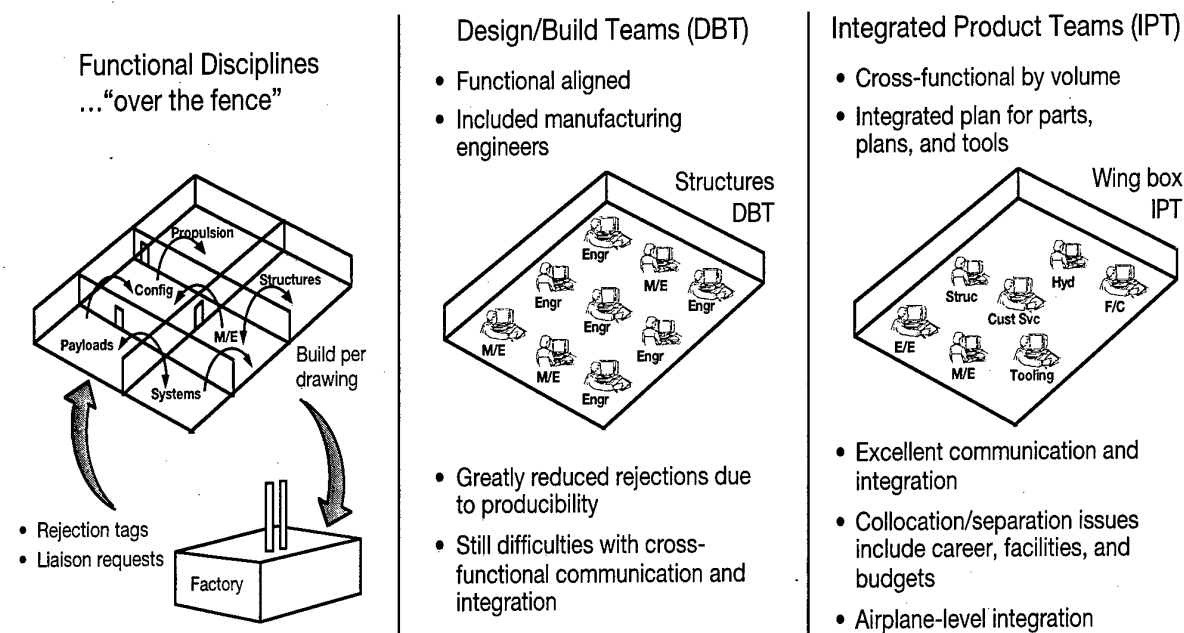 Functional Disciplines
…“over the fence”
Propulsion
Structures
Config
M/E
Payloads
Systems
Build per
drawing
• Rejection tags
• Liaison requests
Factory
Design/Build Teams (DBT)
• Functional aligned
• Included manufacturing
engineers
Structures
DBT
Engr
M/E
Engr
Engr
Engr
M/E
Engr
M/E
Engr
• Greatly reduced rejections due
to producibility
• Still difficulties with cross-
functional communication and
integration
Integrated Product Teams (IPT)
• Cross-functional by volume
• Integrated plan for parts,
plans, and tools
Wing box
IPT
Hyd
Struc
F/C
Cust Svc
E/E
M/E
Tooling
• Excellent communication and
integration
• Collocation/separation issues
include career, facilities, and
budgets
• Airplane-level integration